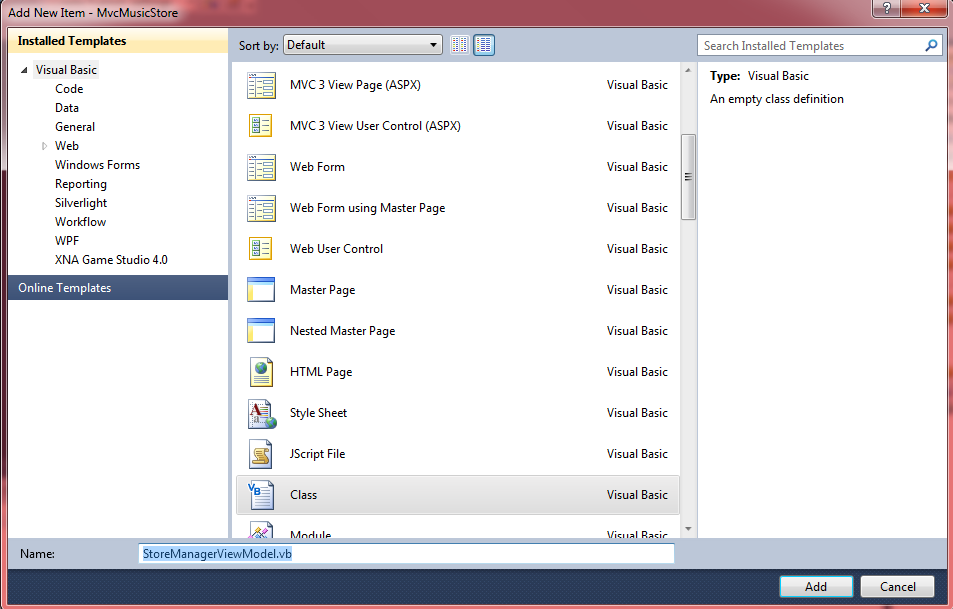 Add New Item - MvcMusicStore
?
Installed Templates
Sort by: Default
Search Installed Templates
Visual Basic
Code
Data
General
Web
Windows Forms
Reporting
Silverlight
Workflow
WPF
XNA Game Studio 4.0
Online Templates
MVC 3 View Page (ASPX) Visual Basic
MVC 3 View User Control (ASPX) Visual Basic
Web Form Visual Basic
Web Form using Master Page Visual Basic
Web User Control Visual Basic
Master Page Visual Basic
Nested Master Page Visual Basic
HTML Page Visual Basic
Style Sheet Visual Basic
JScript File Visual Basic
VB Class Visual Basic
Module Visual Basic
Type: Visual Basic
An empty class definition
Name: StoreManagerViewModel.vb
Add Cancel